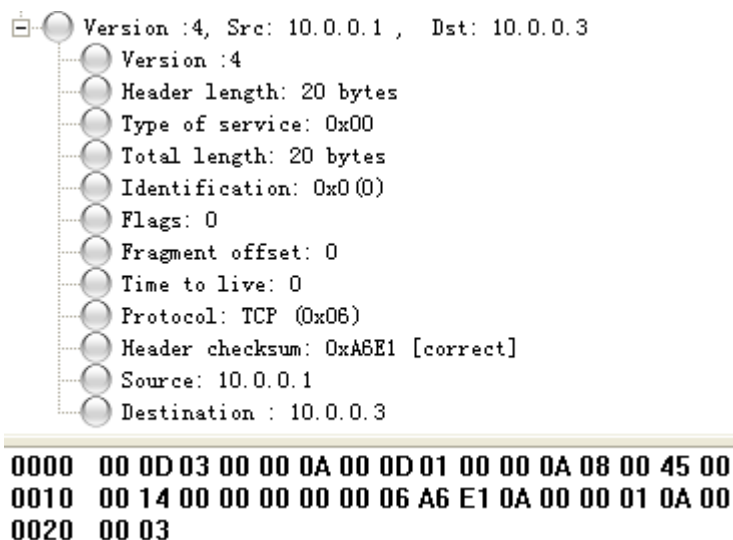 Version :4, Src: 10.0.0.1 , Dst: 10.0.0.3
Version :4
Header length: 20 bytes
Type of service: 0x00
Total length: 20 bytes
Identification: 0x0(0)
Flags: 0
Fragment offset: 0
Time to live: 0
Protocol: TCP (0x06)
Header checksum: 0xA6E1 [correct]
Source: 10.0.0.1
Destination : 10.0.0.3
0000 00 0D 03 00 00 0A 00 0D 01 00 00 0A 08 00 45 00
0010 00 14 00 00 00 00 00 06 A6 E1 0A 00 00 01 0A 00
0020 00 03